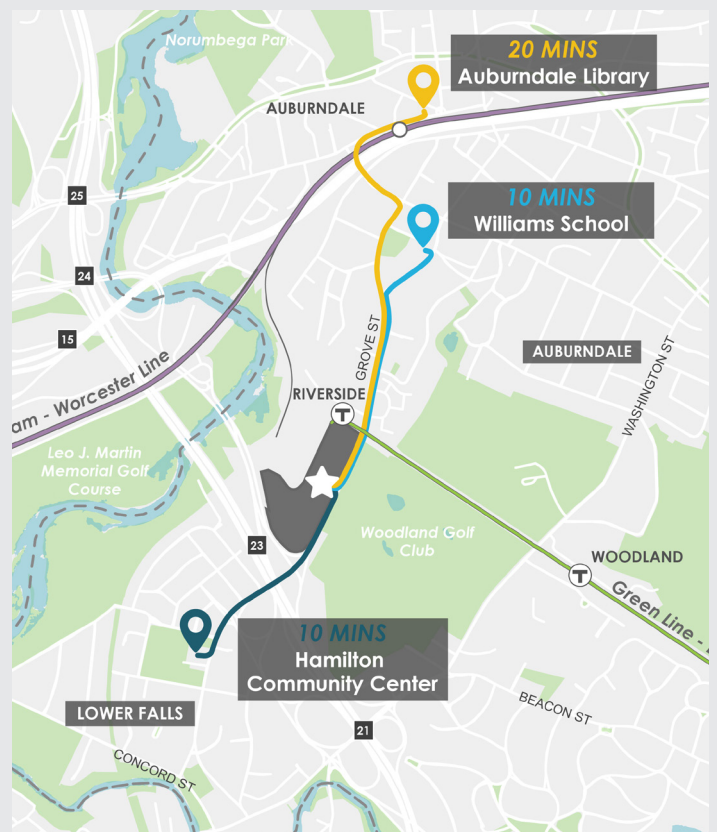 Norumbega Park
20 MINS
Auburndale Library
AUBURNDALE
25
10 MINS
Williams School
24
15
GROVE ST
AUBURNDALE
WASHINGTON ST
am - Worcester Line
RIVERSIDE
T
Leo J. Martin
Memorial Golf
Course
Woodland Golf
Club
23
WOODLAND
T
Green Line -
10 MINS
Hamilton
Community Center
LOWER FALLS
21
BEACON ST
CONCORD ST